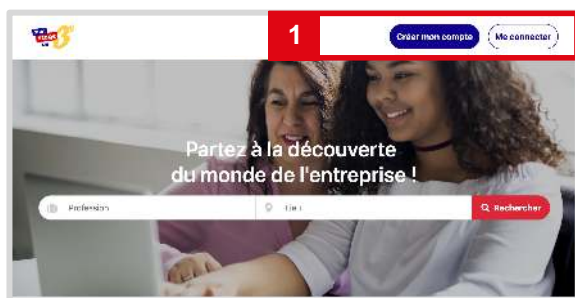 1
Créer mon compte
Me connecter
Partez à la découverte
du monde de l'entreprise !
Profession
Lieu
Rechercher